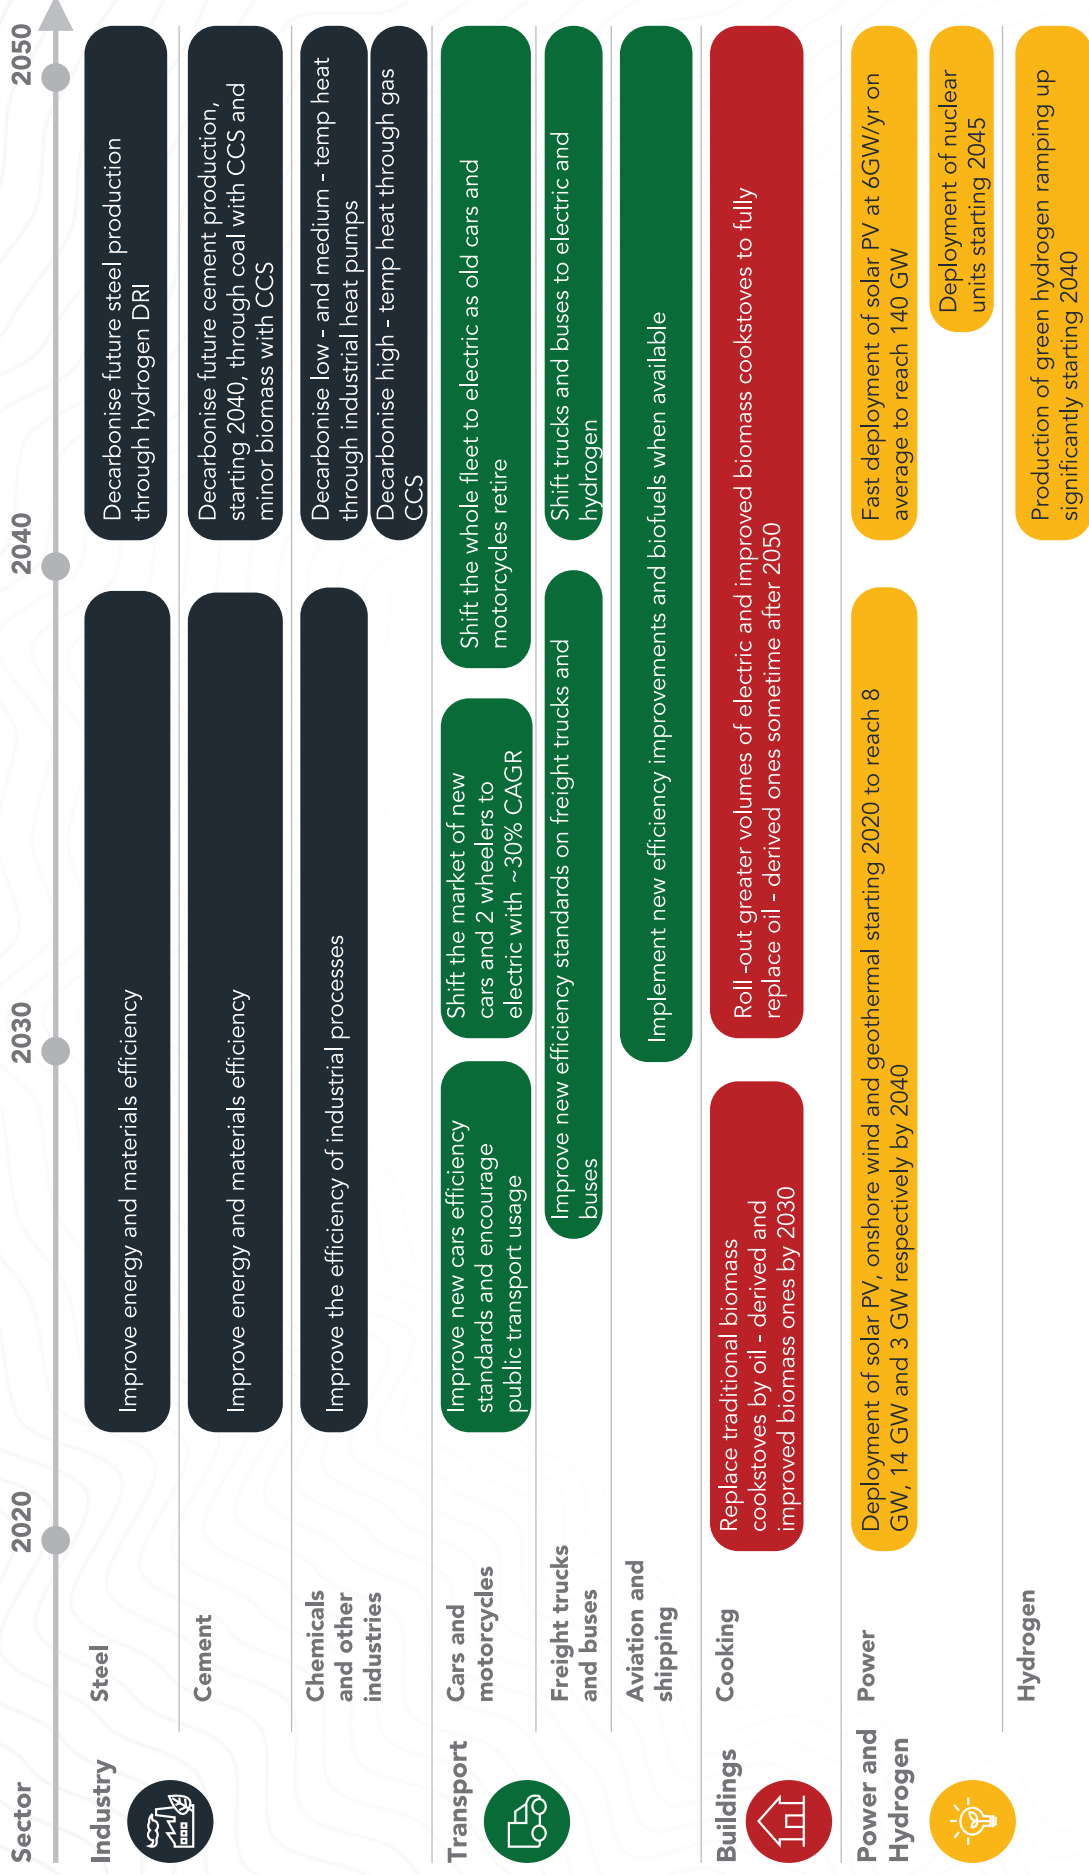 Sector
2020
2030
2040
2050
Industry
Steel
Improve energy and materials efficiency
Decarbonise future steel production
through hydrogen DRI
Cement
Improve energy and materials efficiency
Decarbonise future cement production,
starting 2040, through coal with CCS and
minor biomass with CCS
Chemicals
and other
industries
Improve the efficiency of industrial processes
Decarbonise low - and medium - temp heat
through industrial heat pumps
Decarbonise high - temp heat through gas
CCS
Transport
Cars and
motorcycles
Improve new cars efficiency
standards and encourage
public transport usage
Shift the market of new
cars and 2 wheelers to
electric with ~30% CAGR
Shift the whole fleet to electric as old cars and
motorcycles retire
Freight trucks
and buses
Improve new efficiency standards on freight trucks and
buses
Shift trucks and buses to electric and
hydrogen
Aviation and
shipping
Implement new efficiency improvements and biofuels when available
Buildings
Cooking
Replace traditional biomass
cookstoves by oil - derived and
improved biomass ones by 2030
Roll -out greater volumes of electric and improved biomass cookstoves to fully
replace oil - derived ones sometime after 2050
Power and
Hydrogen
Power
Deployment of solar PV, onshore wind and geothermal starting 2020 to reach 8
GW, 14 GW and 3 GW respectively by 2040
Fast deployment of solar PV at 6GW/yr on
average to reach 140 GW
Deployment of nuclear
units starting 2045
Hydrogen
Production of green hydrogen ramping up
significantly starting 2040